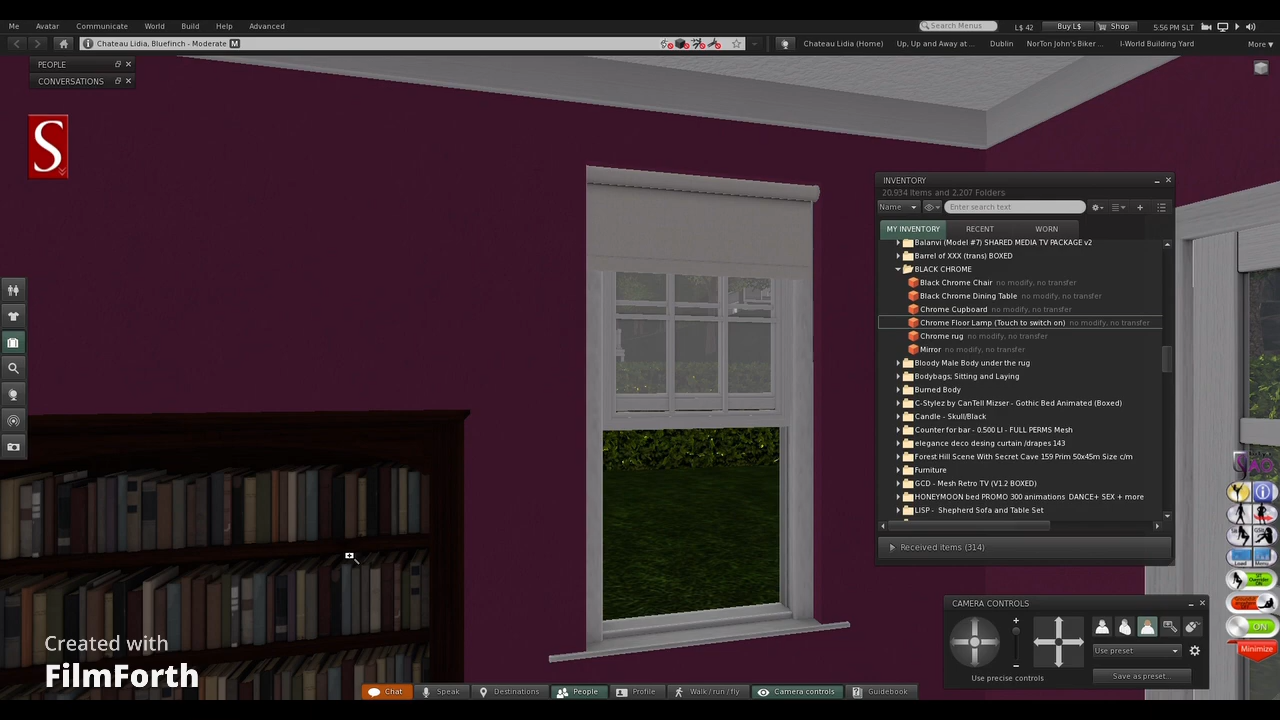 Me Avatar Communicate World Build Help Advanced
Search Menus
L$ 42
Buy L$
Shop
5:56 PM SLT
Chateau Lidia, Bluefinch - Moderate M
Chateau Lidia (Home) Up, Up and Away at ... Dublin NorTon John's Biker ... I-World Building Yard
More ▾
PEOPLE
CONVERSATIONS
S
INVENTORY
20,934 Items and 2,207 Folders
Name
Enter search text
MY INVENTORY RECENT WORN
Balanvi (Model #7) SHARED MEDIA TV PACKAGE v2
Barrel of XXX (trans) BOXED
BLACK CHROME
Black Chrome Chair no modify, no transfer
Black Chrome Dining Table no modify, no transfer
Chrome Cupboard no modify, no transfer
Chrome Floor Lamp (Touch to switch on) no modify, no transfer
Chrome rug no modify, no transfer
Mirror no modify, no transfer
Bloody Male Body under the rug
Bodybags; Sitting and Laying
Burned Body
C-Stylez by CanTell Mizser - Gothic Bed Animated (Boxed)
Candle - Skull/Black
Counter for bar - 0.500 LI - FULL PERMS Mesh
elegance deco desing curtain /drapes 143
Forest Hill Scene With Secret Cave 159 Prim 50x45m Size c/m
Furniture
GCD - Mesh Retro TV (V1.2 BOXED)
HONEYMOON bed PROMO 300 animations DANCE+ SEX + more
LISP - Shepherd Sofa and Table Set
Received Items (314)
CAMERA CONTROLS
Use preset
Use precise controls
Save as preset...
Load Menu
ON
Minimize
Created with
FilmForth
Chat Speak Destinations People Profile Walk / run / fly Camera controls Guidebook